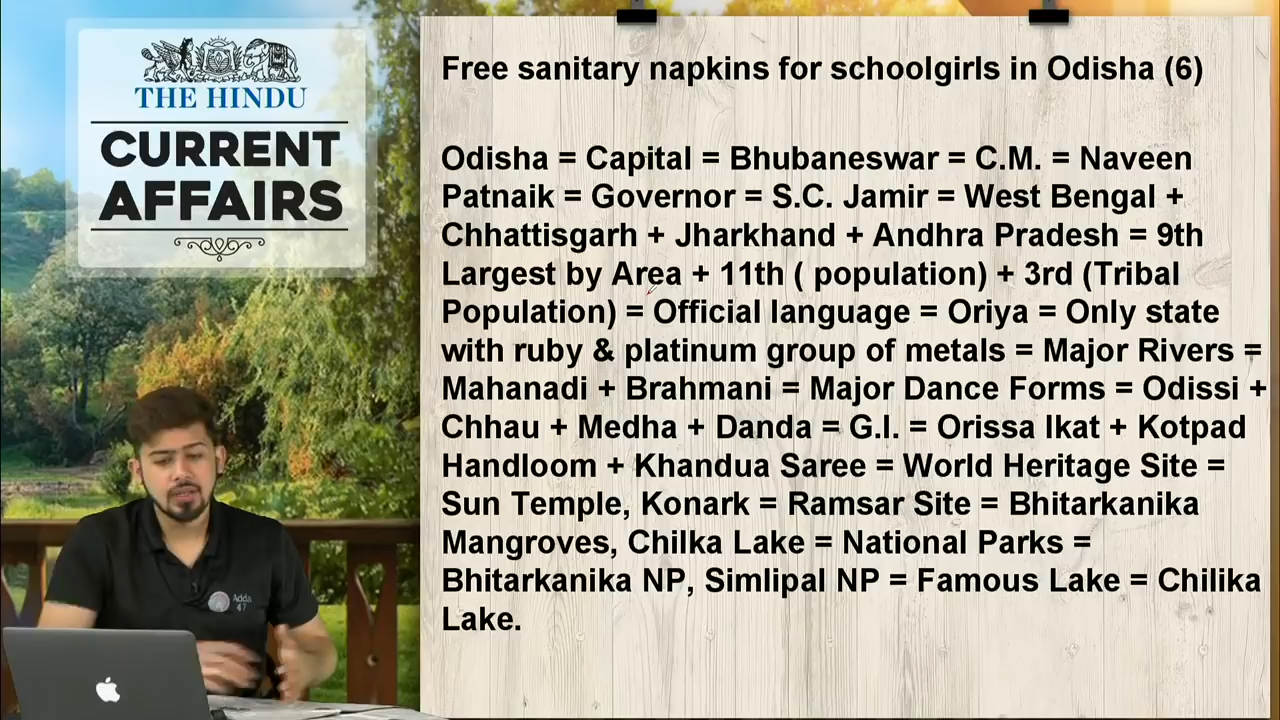 THE HINDU
CURRENT
AFFAIRS
Free sanitary napkins for schoolgirls in Odisha (6)
Odisha = Capital = Bhubaneswar = C.M. = Naveen
Patnaik = Governor = S.C. Jamir = West Bengal +
Chhattisgarh + Jharkhand + Andhra Pradesh = 9th
Largest by Area + 11th ( population) + 3rd (Tribal
Population) = Official language = Oriya = Only state
with ruby & platinum group of metals = Major Rivers =
Mahanadi + Brahmani = Major Dance Forms = Odissi +
Chhau + Medha + Danda = G.I. = Orissa Ikat + Kotpad
Handloom + Khandua Saree = World Heritage Site =
Sun Temple, Konark = Ramsar Site = Bhitarkanika
Mangroves, Chilka Lake = National Parks =
Bhitarkanika NP, Simlipal NP = Famous Lake = Chilika
Lake.
Adda
47